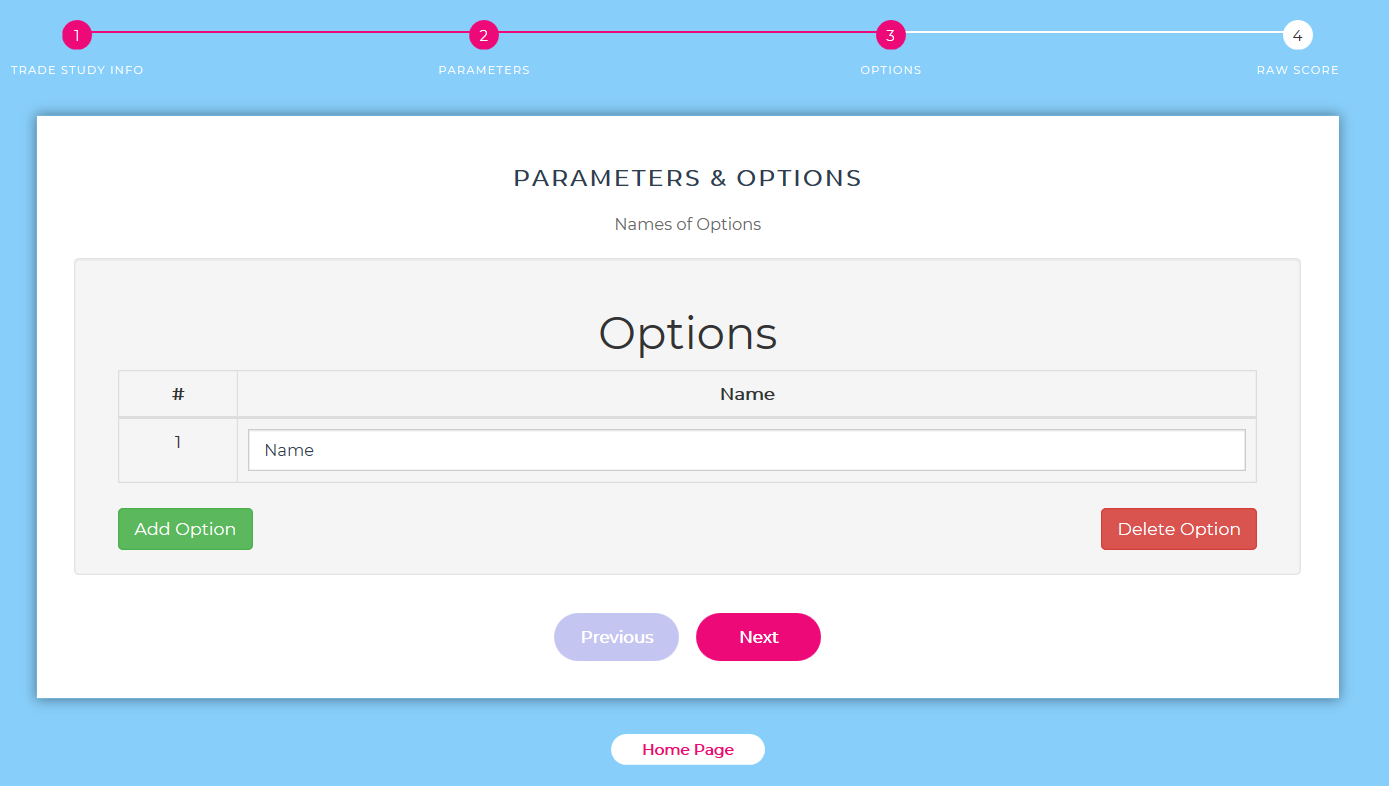 1 2 3 4
TRADE STUDY INFO PARAMETERS OPTIONS RAW SCORE
PARAMETERS & OPTIONS
Names of Options
Options
# Name
1 Name
Add Option Delete Option
Previous Next
Home Page